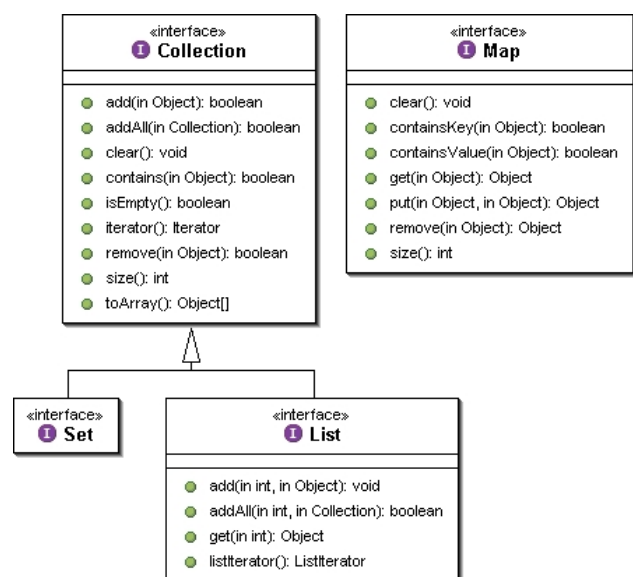 «interface»
I Collection
add(in Object): boolean
addAll(in Collection): boolean
clear(): void
contains(in Object): boolean
isEmpty(): boolean
iterator(): Iterator
remove(in Object): boolean
size(): int
toArray(): Object[]
«interface»
I Map
clear(): void
containsKey(in Object): boolean
containsValue(in Object): boolean
get(in Object): Object
put(in Object, in Object): Object
remove(in Object): Object
size(): int
«interface»
I Set
«interface»
I List
add(in int, in Object): void
addAll(in int, in Collection): boolean
get(in int): Object
listIterator(): ListIterator